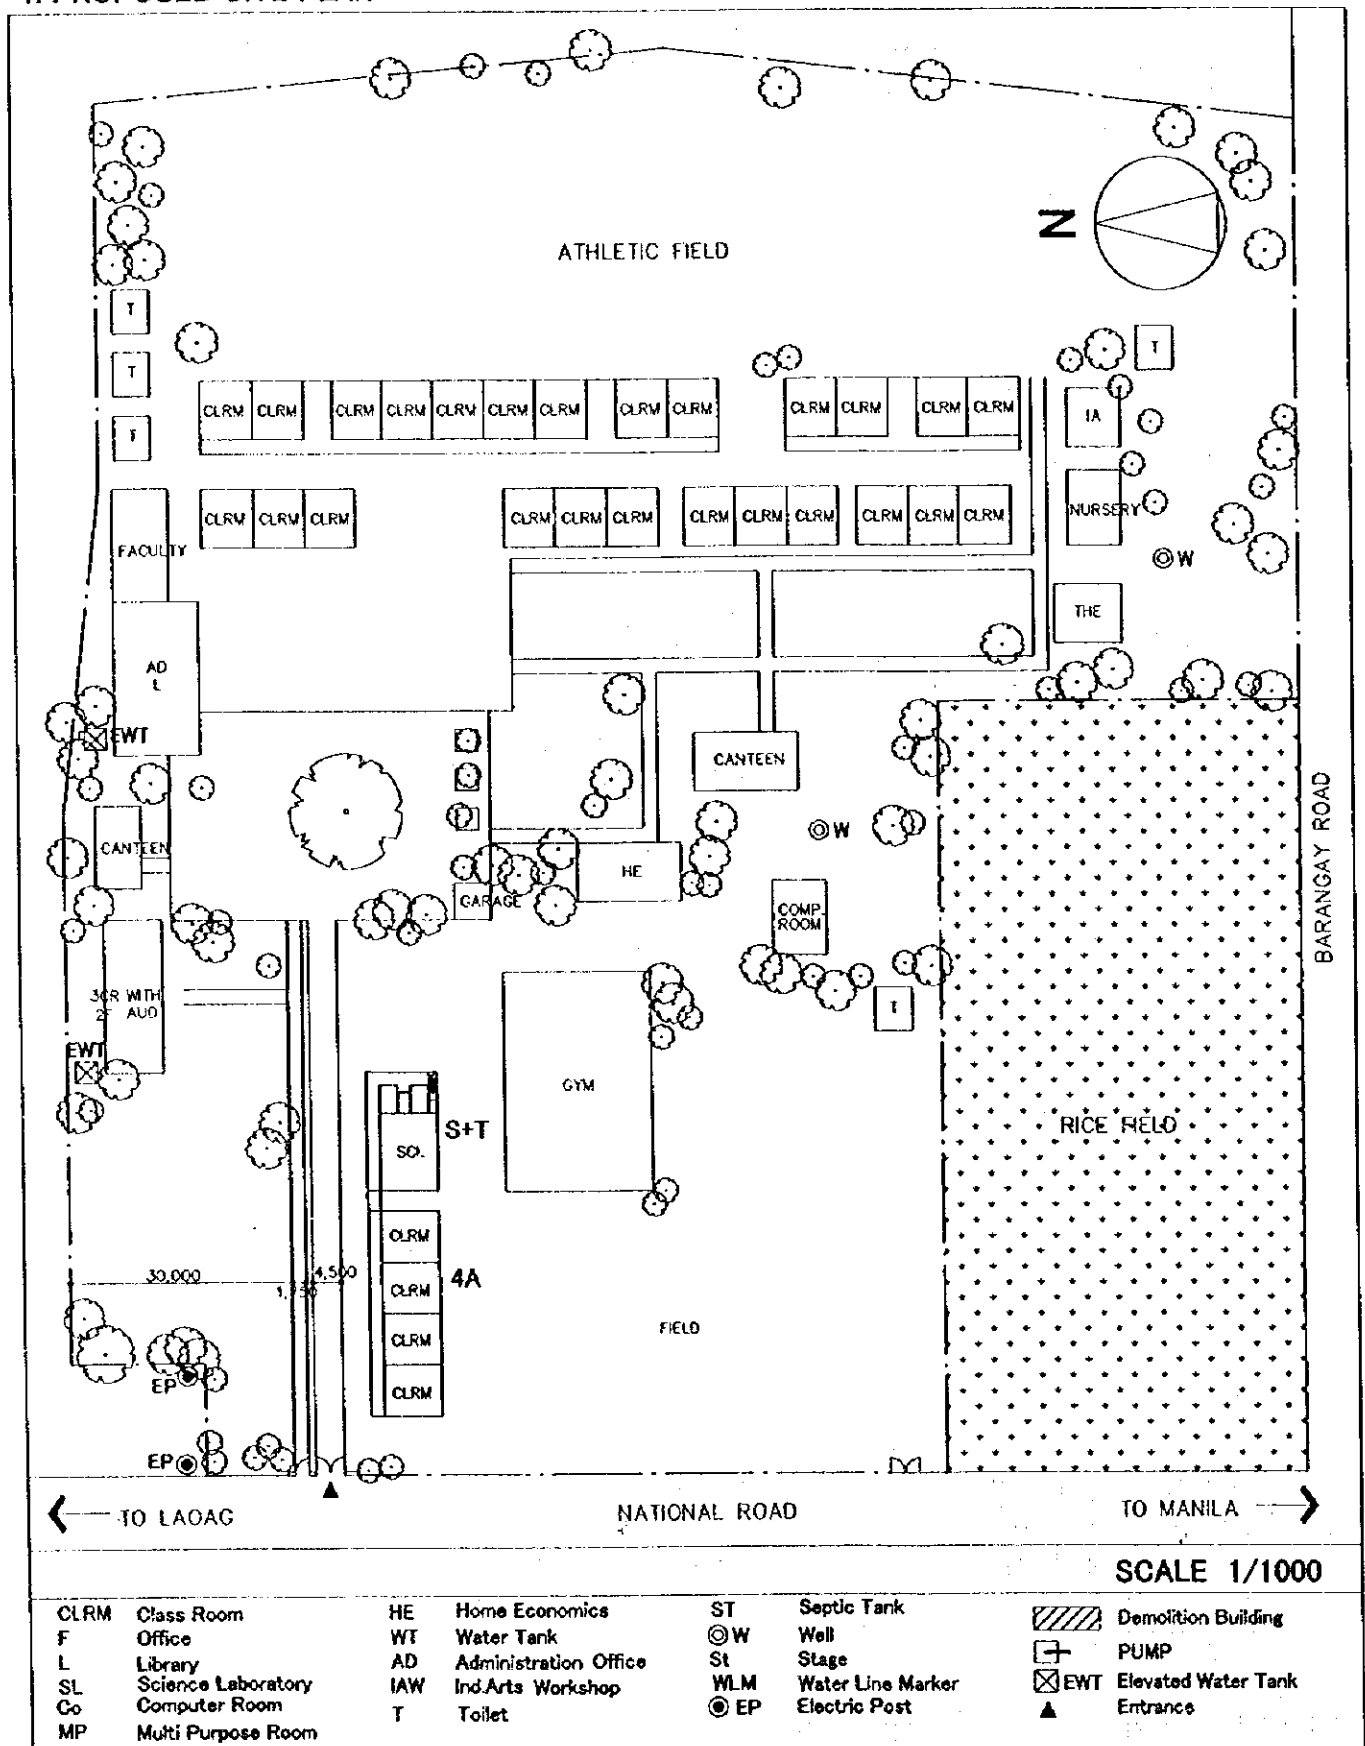 N
ATHLETIC FIELD
T
T
T
T
CLRM CLRM CLRM CLRM CLRM CLRM CLRM CLRM CLRM CLRM CLRM CLRM CLRM
IA
CLRM CLRM CLRM CLRM CLRM CLRM CLRM CLRM CLRM CLRM CLRM CLRM
NURSERY
FACULTY
W
THE
AD
L
EWT
CANTEEN
BARANGAY ROAD
W
CANTEEN
HE
GARAGE
COMP.
ROOM
3CR WITH
2F AUD
T
EWT
GYM
S+T
SCI.
RICE FIELD
CLRM
30,000
4,500
4A
CLRM
FIELD
CLRM
EP
CLRM
EP
TO LAOAG
NATIONAL ROAD
TO MANILA
SCALE 1/1000
CLRM Class Room
F Office
L Library
SL Science Laboratory
Co Computer Room
MP Multi Purpose Room
HE Home Economics
WT Water Tank
AD Administration Office
IAW Ind.Arts Workshop
T Toilet
ST Septic Tank
W Well
St Stage
WLM Water Line Marker
EP Electric Post
Demolition Building
PUMP
EWT Elevated Water Tank
Entrance